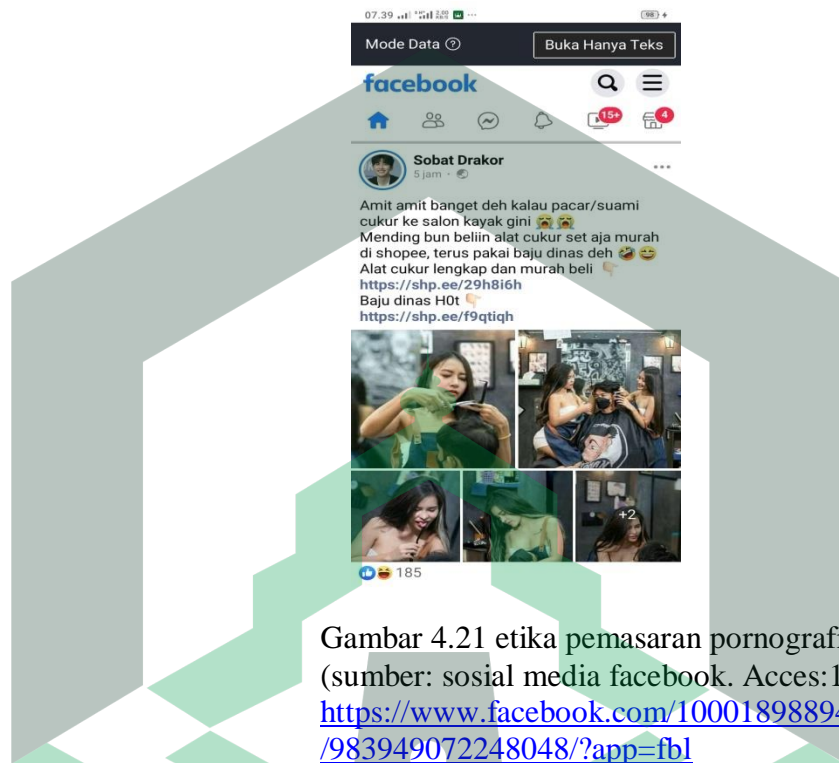 07.39
98
Mode Data
Buka Hanya Teks
facebook
15+
4
Sobat Drakor
5 jam
Amit amit banget deh kalau pacar/suami
cukur ke salon kayak gini
Mending bun beliin alat cukur set aja murah
di shopee, terus pakai baju dinas deh
Alat cukur lengkap dan murah beli
https://shp.ee/29h8i6h
Baju dinas H0t
https://shp.ee/f9qtiqh
+2
185
Gambar 4.21 etika pemasaran pornografi
(sumber: sosial media facebook. Acces:1
https://www.facebook.com/10001898894
/983949072248048/?app=fbl